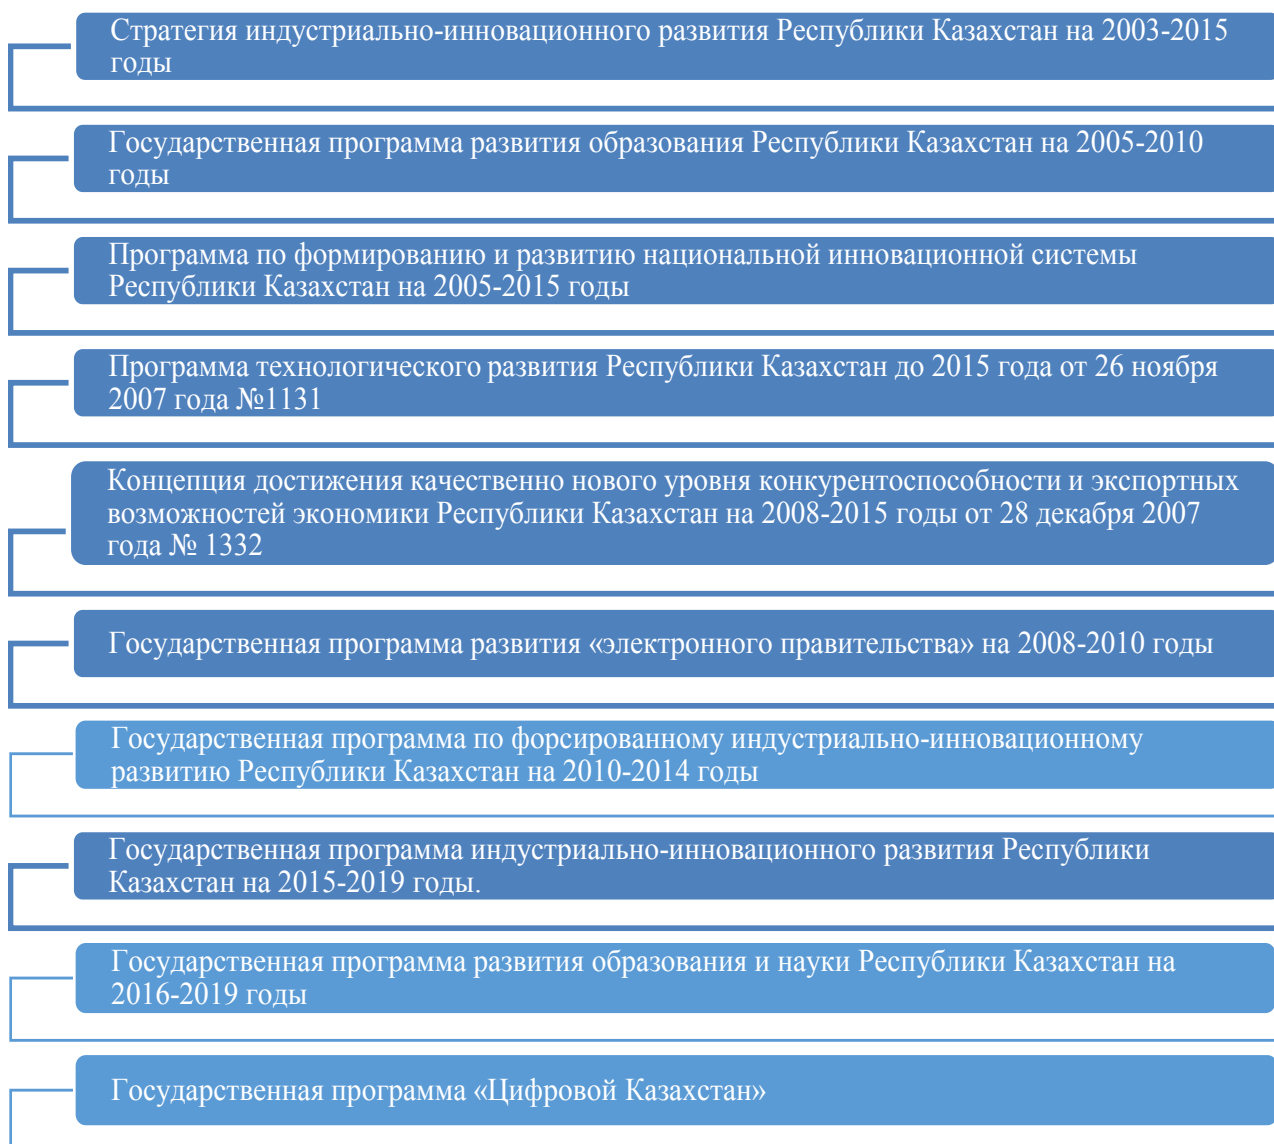 Стратегия индустриально-инновационного развития Республики Казахстан на 2003-2015
годы
Государственная программа развития образования Республики Казахстан на 2005-2010
годы
Программа по формированию и развитию национальной инновационной системы
Республики Казахстан на 2005-2015 годы
Программа технологического развития Республики Казахстан до 2015 года от 26 ноября
2007 года №1131
Концепция достижения качественно нового уровня конкурентоспособности и экспортных
возможностей экономики Республики Казахстан на 2008-2015 годы от 28 декабря 2007
года № 1332
Государственная программа развития «электронного правительства» на 2008-2010 годы
Государственная программа по форсированному индустриально-инновационному
развитию Республики Казахстан на 2010-2014 годы
Государственная программа индустриально-инновационного развития Республики
Казахстан на 2015-2019 годы.
Государственная программа развития образования и науки Республики Казахстан на
2016-2019 годы
Государственная программа «Цифровой Казахстан»